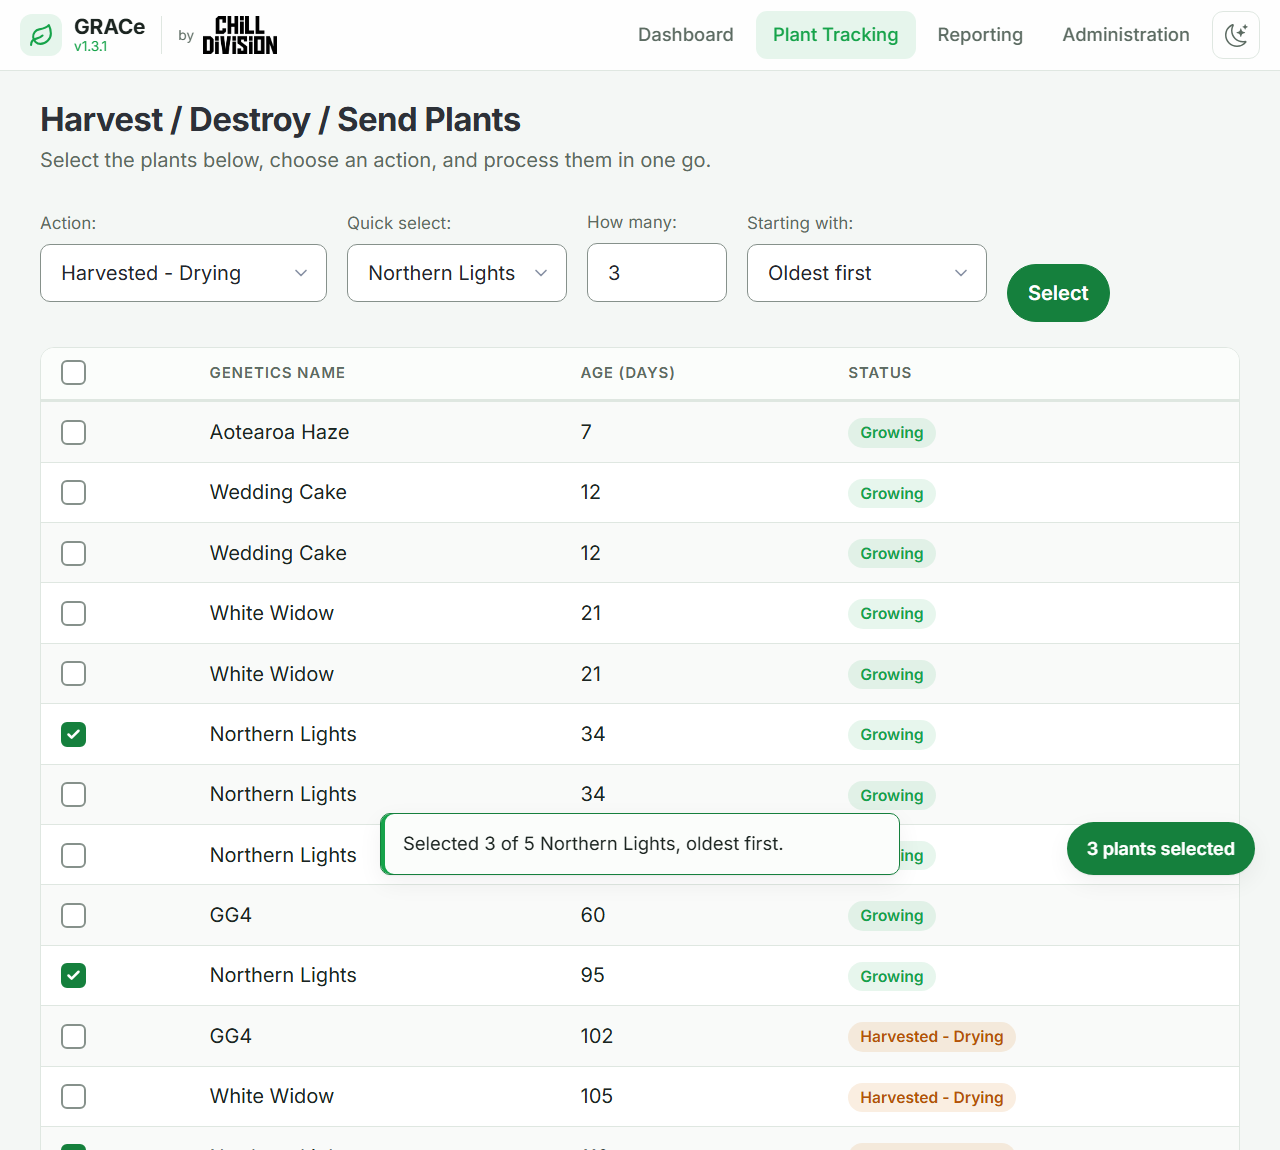 GRACe
v1.3.1
by
CHILL DIVISION
Dashboard
Plant Tracking
Reporting
Administration
Harvest / Destroy / Send Plants
Select the plants below, choose an action, and process them in one go.
Action:
Quick select:
How many:
Starting with:
Harvested - Drying
Northern Lights
3
Oldest first
Select
GENETICS NAME
AGE (DAYS)
STATUS
Aotearoa Haze
7
Growing
Wedding Cake
12
Growing
Wedding Cake
12
Growing
White Widow
21
Growing
White Widow
21
Growing
Northern Lights
34
Growing
Northern Lights
34
Growing
Northern Lights
Selected 3 of 5 Northern Lights, oldest first.
3 plants selected
GG4
60
Growing
Northern Lights
95
Growing
GG4
102
Harvested - Drying
White Widow
105
Harvested - Drying